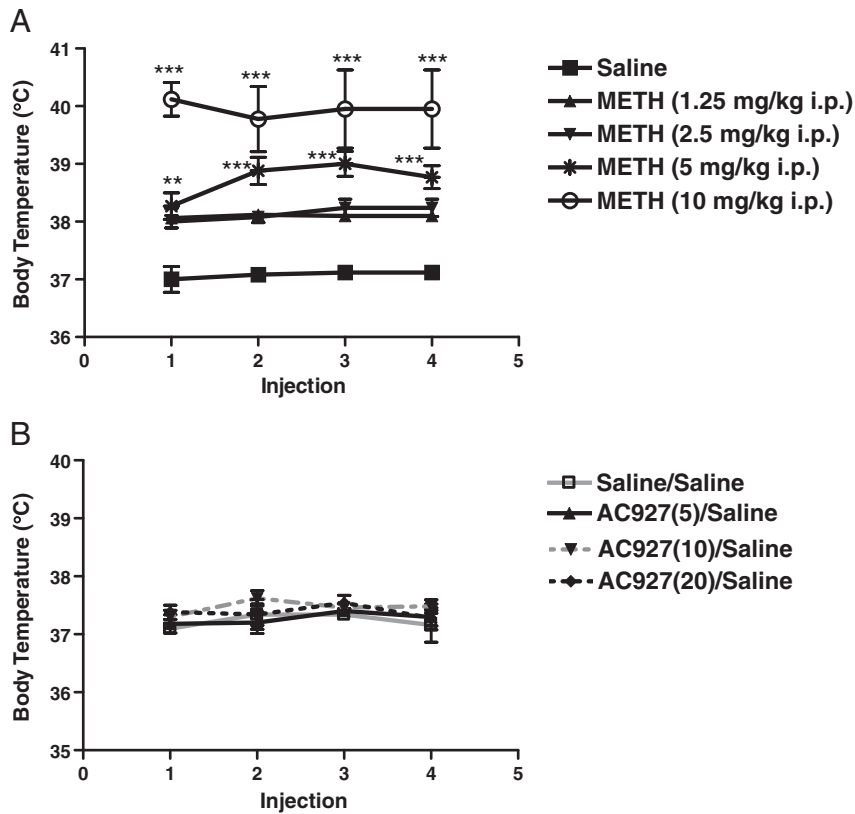 A
41
40
39
38
37
36
Body Temperature (°C)
***
***
***
***
**
***
***
***
0
1
2
3
4
5
Injection
Saline
METH (1.25 mg/kg i.p.)
METH (2.5 mg/kg i.p.)
METH (5 mg/kg i.p.)
METH (10 mg/kg i.p.)
B
40
39
38
37
36
35
Body Temperature (°C)
0
1
2
3
4
5
Injection
Saline/Saline
AC927(5)/Saline
AC927(10)/Saline
AC927(20)/Saline